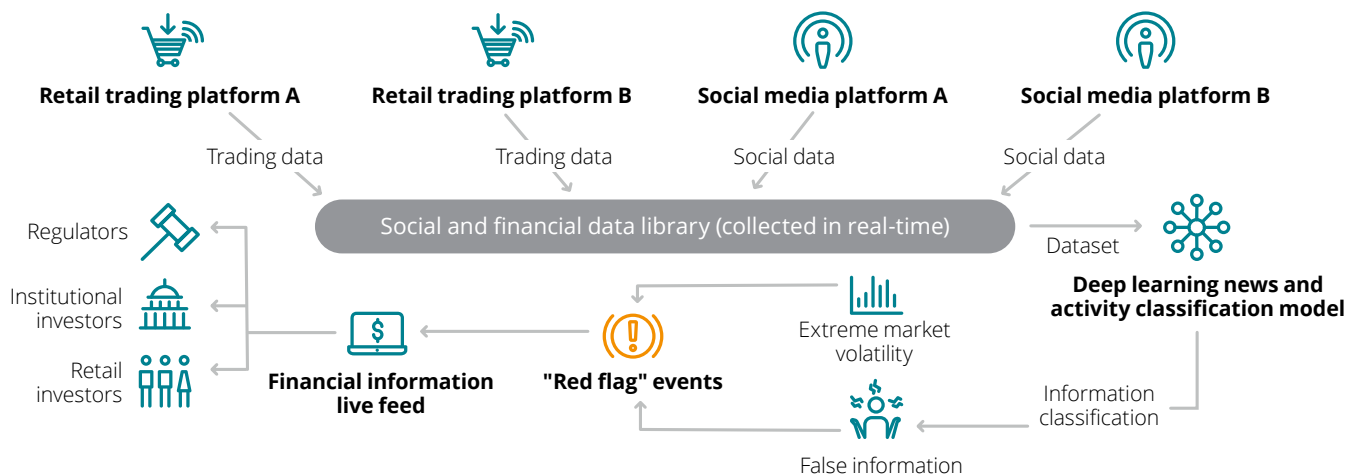 Retail trading platform A
Retail trading platform B
Social media platform A
Social media platform B
Trading data
Trading data
Social data
Social data
Social and financial data library (collected in real-time)
Dataset
Deep learning news and
activity classification model
Regulators
Institutional
investors
Retail
investors
$
Financial information
live feed
!
"Red flag" events
Extreme market
volatility
Information
classification
False information